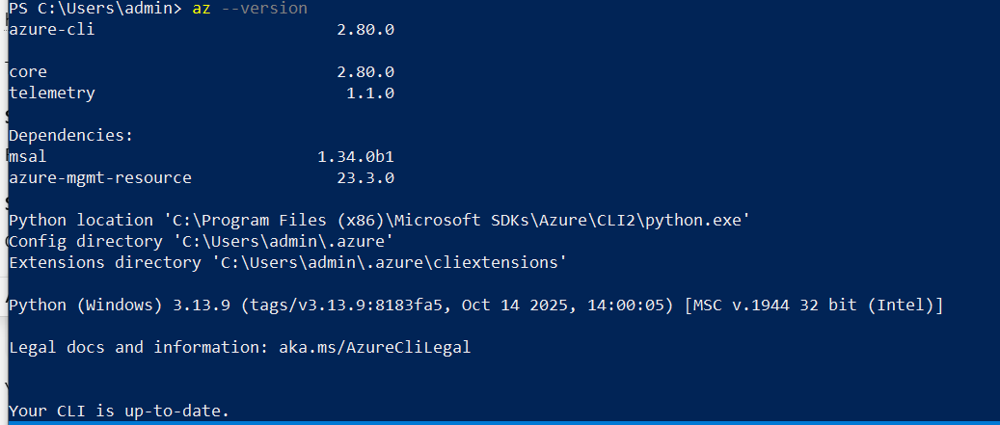 PS C:\Users\admin> az --version
azure-cli 2.80.0
core 2.80.0
telemetry 1.1.0
Dependencies:
msal 1.34.0b1
azure-mgmt-resource 23.3.0
Python location 'C:\Program Files (x86)\Microsoft SDKs\Azure\CLI2\python.exe'
Config directory 'C:\Users\admin\.azure'
Extensions directory 'C:\Users\admin\.azure\cliextensions'
Python (Windows) 3.13.9 (tags/v3.13.9:8183fa5, Oct 14 2025, 14:00:05) [MSC v.1944 32 bit (Intel)]
Legal docs and information: aka.ms/AzureCliLegal
Your CLI is up-to-date.